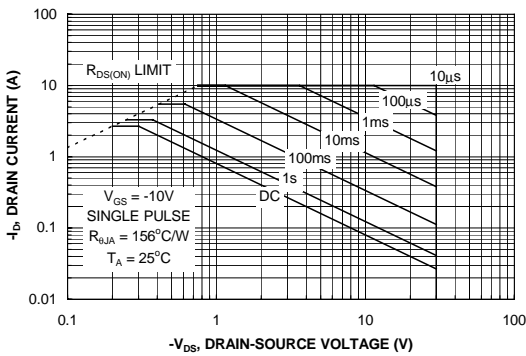 100
10
1
0.1
0.01
-I_D, DRAIN CURRENT (A)
R_DS(ON) LIMIT
10μs
100μs
1ms
10ms
100ms
1s
DC
V_GS = -10V
SINGLE PULSE
R_θJA = 156°C/W
T_A = 25°C
0.1
1
10
100
-V_DS, DRAIN-SOURCE VOLTAGE (V)